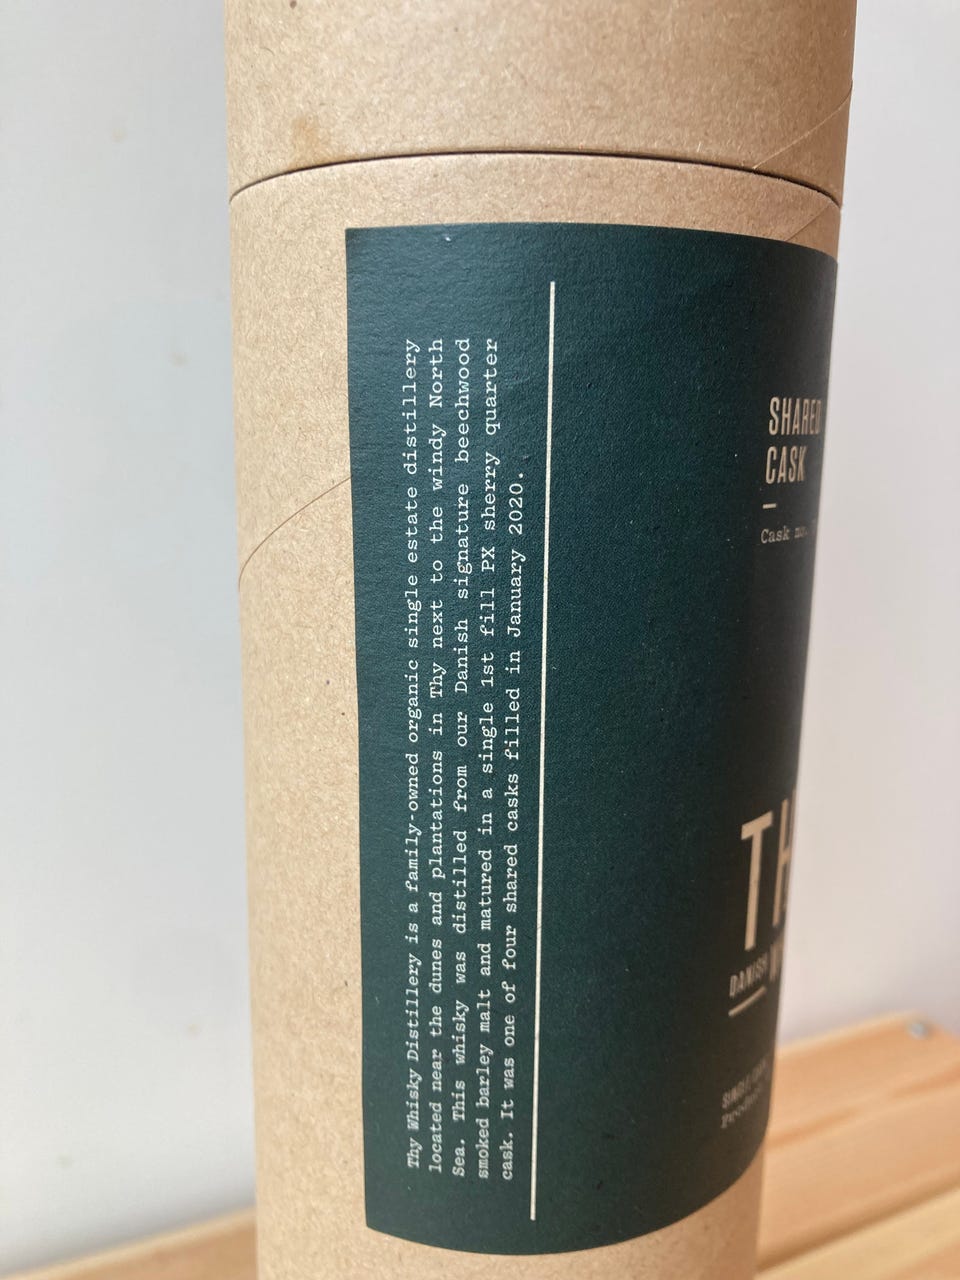 Thy Whisky Distillery is a family-owned organic single estate distillery
located near the dunes and plantations in Thy next to the windy North
Sea. This whisky was distilled from our Danish signature beechwood
smoked barley malt and matured in a single 1st fill PX sherry quarter
cask. It was one of four shared casks filled in January 2020.
SHARED
CASK
Cask no.
TH
DANISH